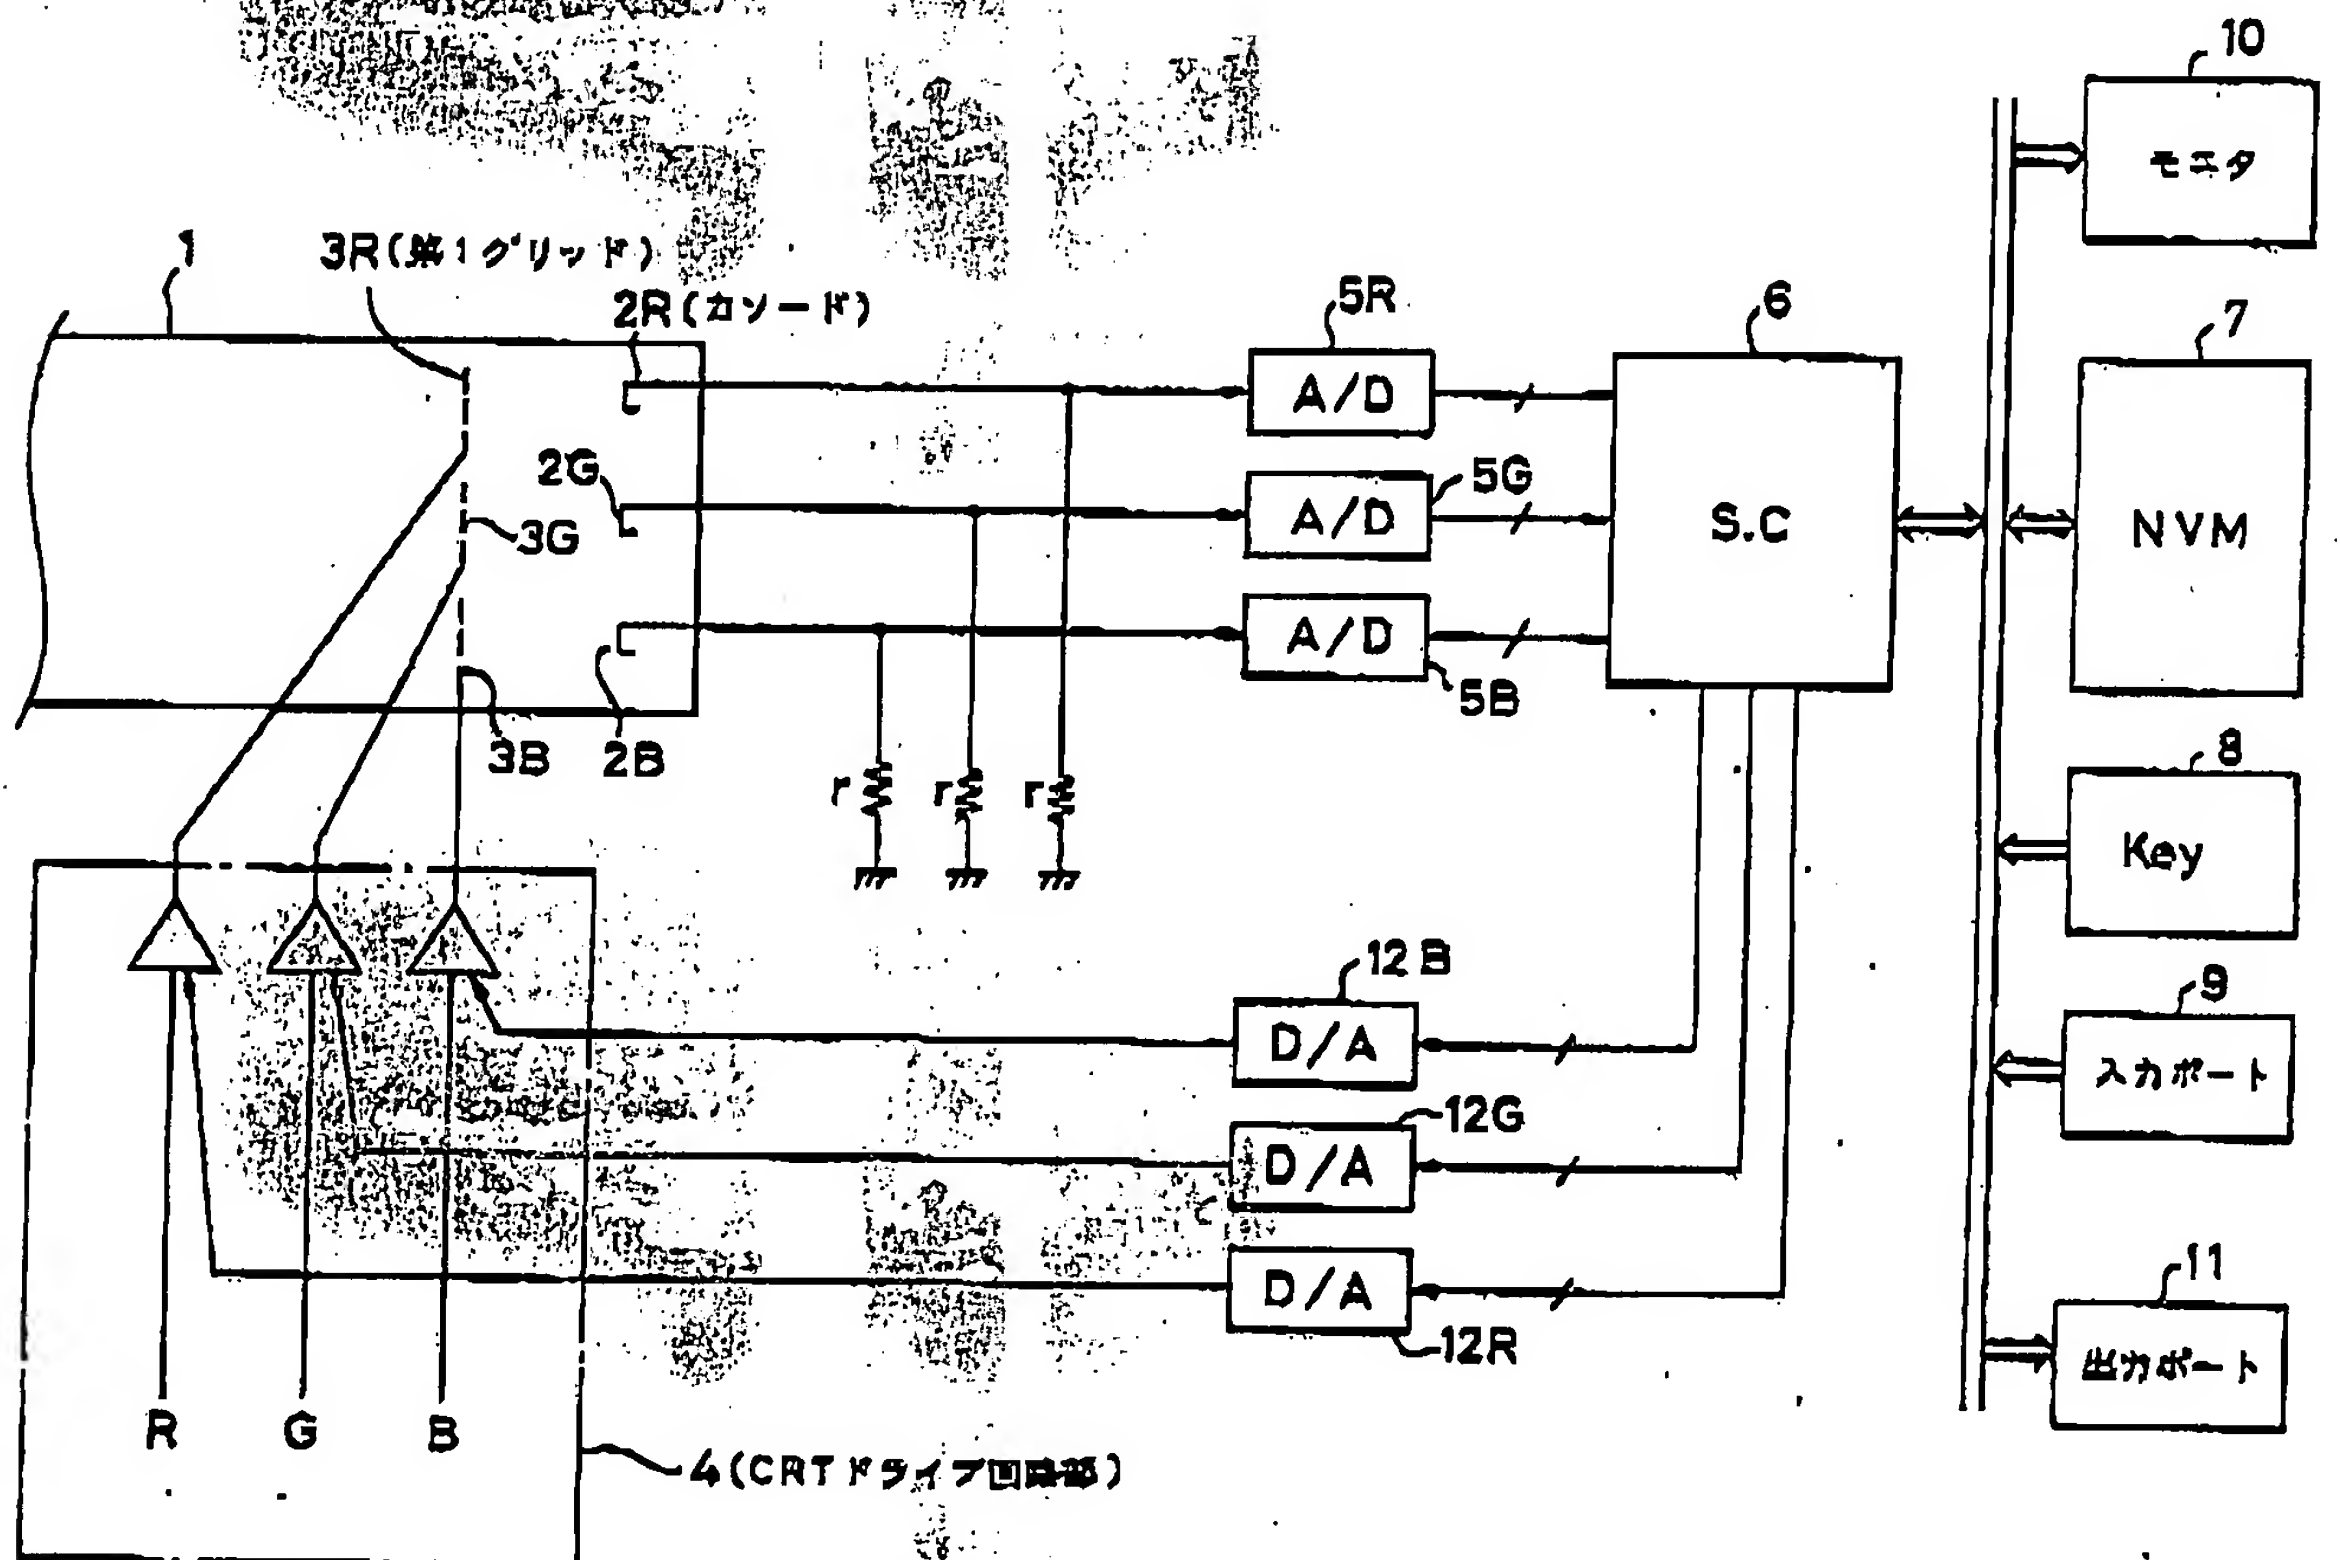 10
モニタ
1
3R(第1グリッド)
2R(カソード)
5R
A/D
6
S.C
7
NVM
2G
3G
5G
A/D
A/D
5B
3B
2B
r
r
r
8
Key
12B
D/A
9
入力ポート
12G
D/A
11
出力ポート
D/A
12R
R
G
B
4(CRTドライブ回路部)